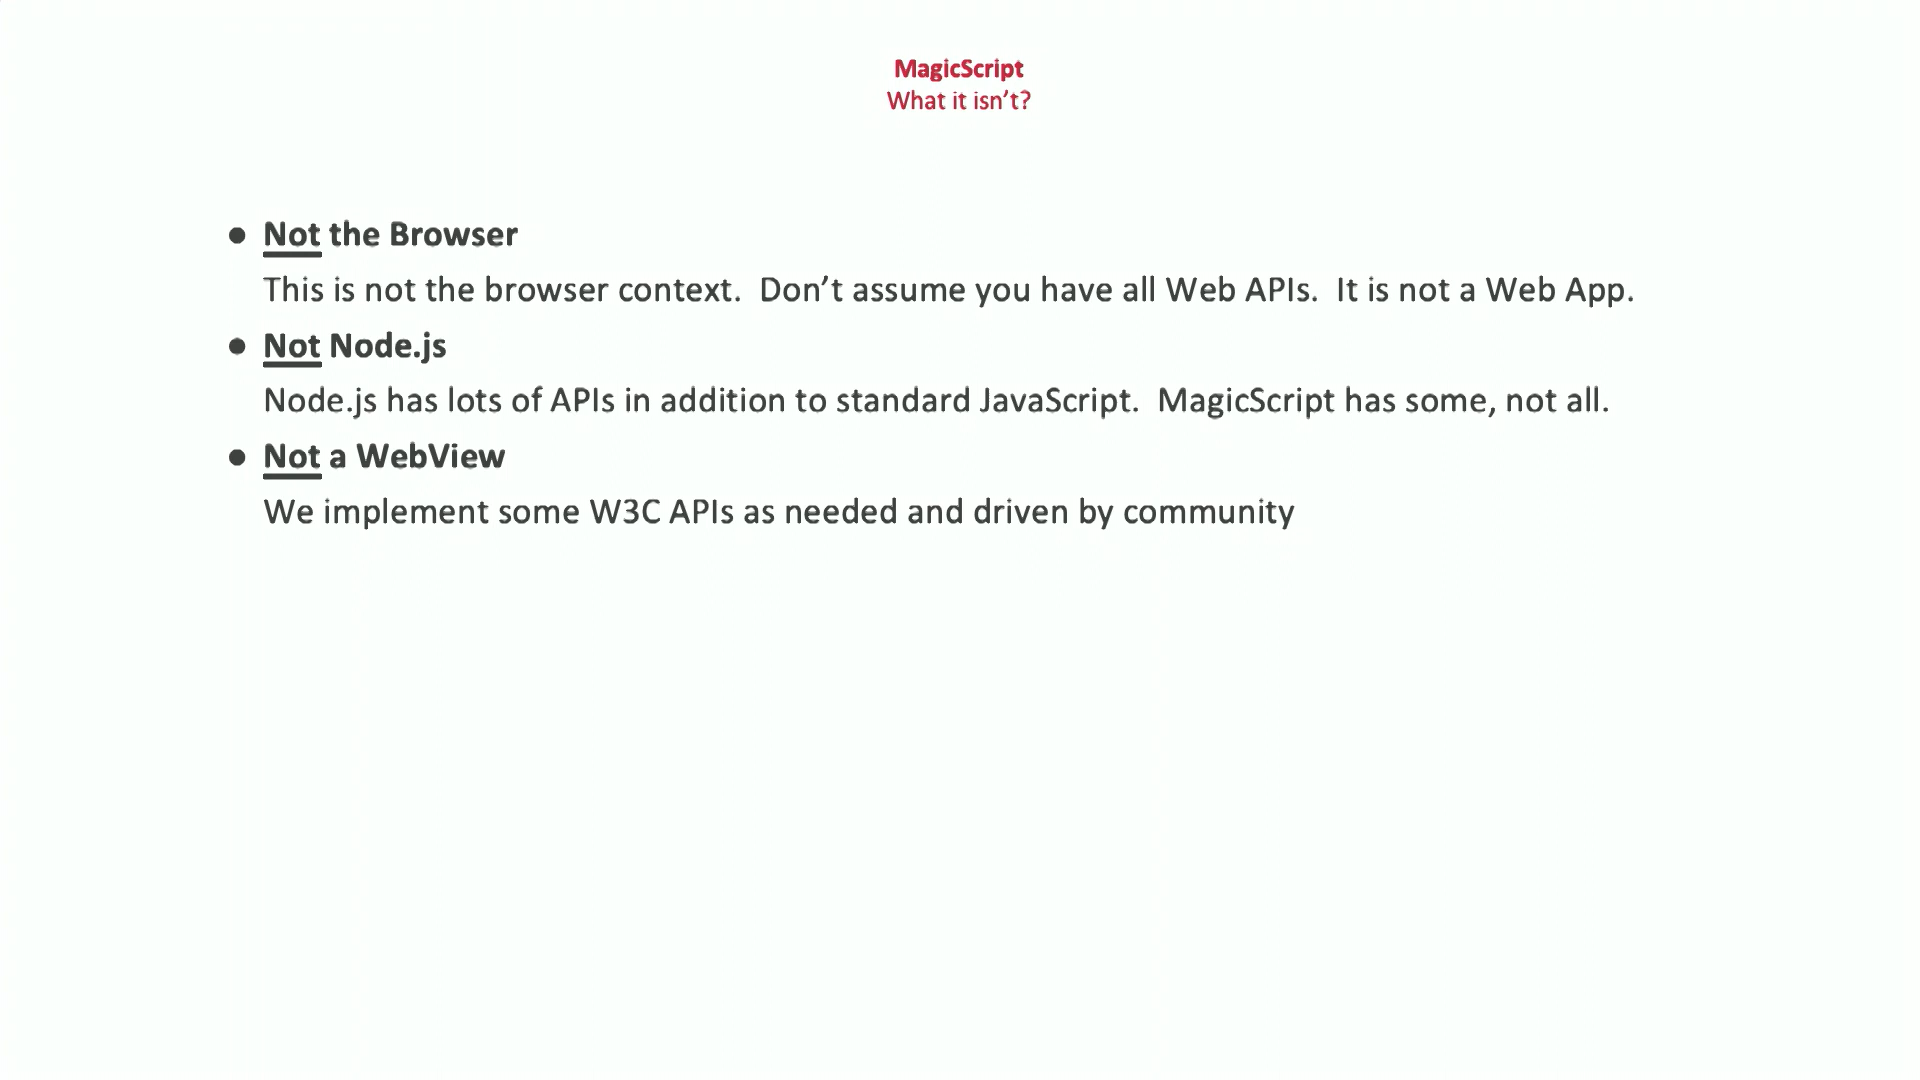 MagicScript
What it isn't?
● Not the Browser
This is not the browser context.  Don't assume you have all Web APIs.  It is not a Web App.
● Not Node.js
Node.js has lots of APIs in addition to standard JavaScript.  MagicScript has some, not all.
● Not a WebView
We implement some W3C APIs as needed and driven by community